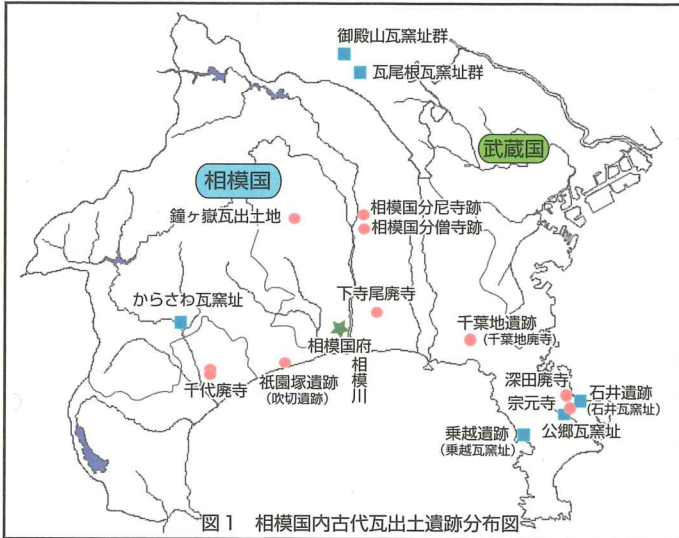 御殿山瓦窯址群
瓦尾根瓦窯址群
武蔵国
相模国
鐘ヶ嶽瓦出土地
相模国分尼寺跡
相模国分僧寺跡
からさわ瓦窯址
下寺尾廃寺
相模国府
相模川
千葉地遺跡
(千葉地廃寺)
千代廃寺
祇園塚遺跡
(吹切遺跡)
深田廃寺
宗元寺
石井遺跡
(石井瓦窯址)
公郷瓦窯址
乗越遺跡
(乗越瓦窯址)
図1 相模国内古代瓦出土遺跡分布図